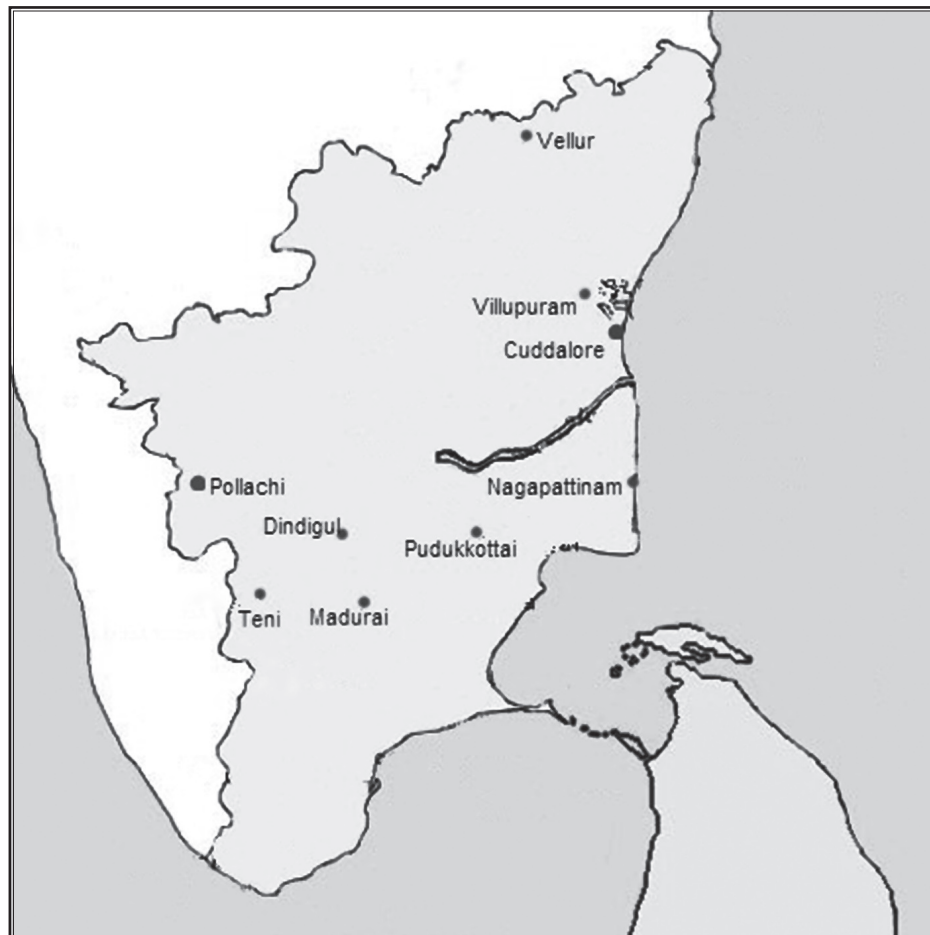 Vellur
Villupuram
Cuddalore
Pollachi
Nagapattinam
Dindigul
Pudukkottai
Teni
Madurai